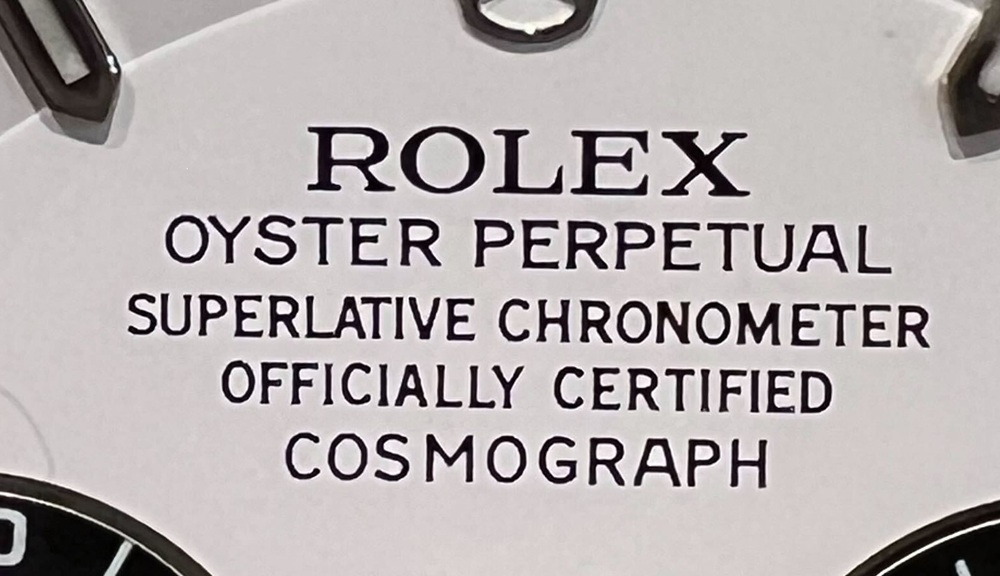 ROLEX
OYSTER PERPETUAL
SUPERLATIVE CHRONOMETER
OFFICIALLY CERTIFIED
COSMOGRAPH